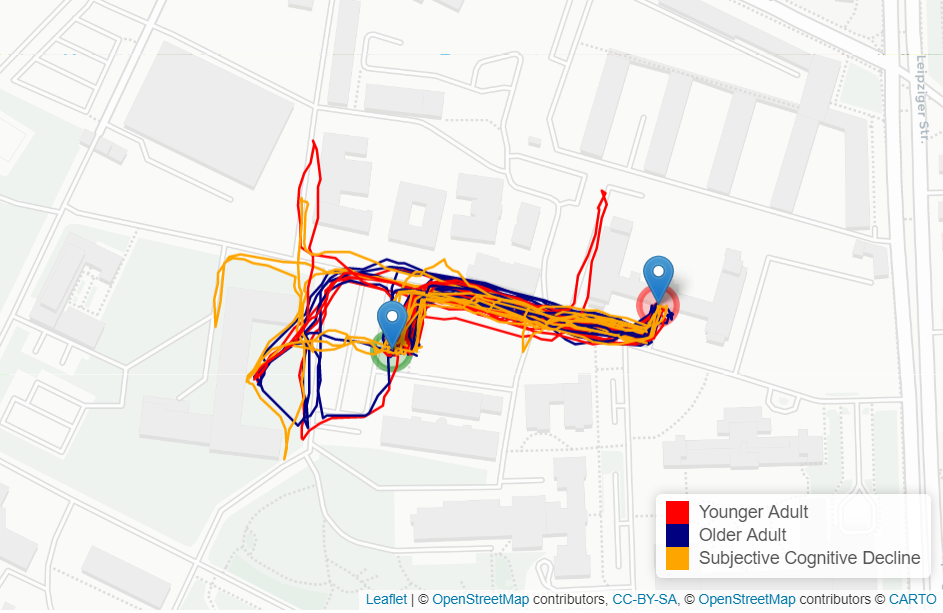 Leipziger Str.
Younger Adult
Older Adult
Subjective Cognitive Decline
Leaflet | © OpenStreetMap contributors, CC-BY-SA, © OpenStreetMap contributors © CARTO